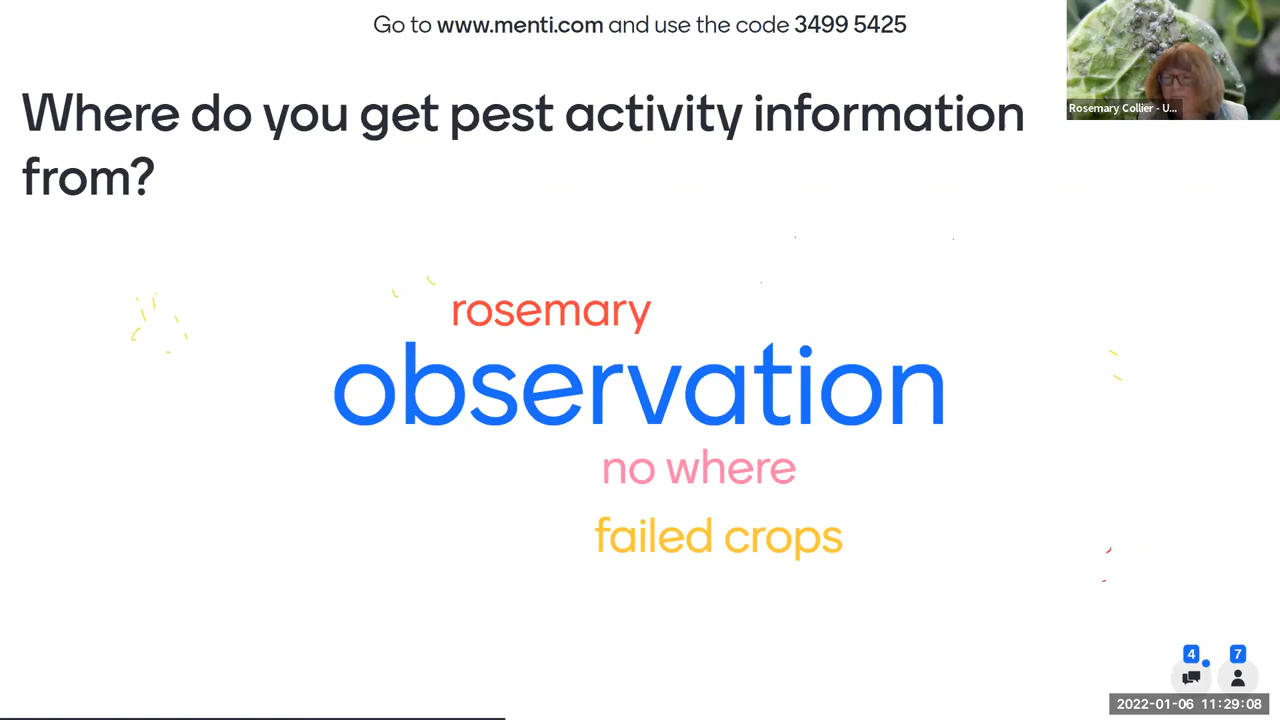 Go to www.menti.com and use the code 3499 5425
Rosemary Collier - U...
Where do you get pest activity information
from?
rosemary
observation
no where
failed crops
4 7
2022-01-06 11:29:08